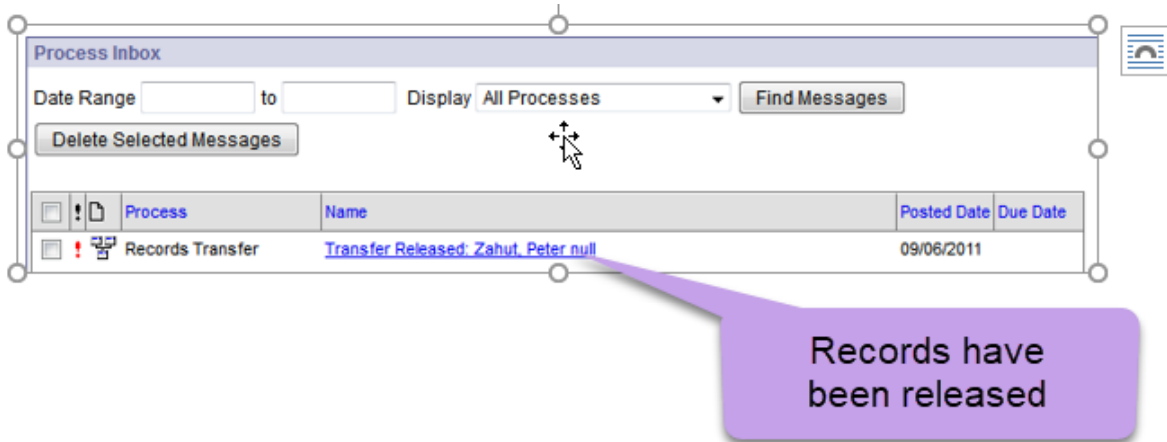 Process Inbox
Date Range to Display All Processes Find Messages
Delete Selected Messages
! Process Name Posted Date Due Date
! Records Transfer Transfer Released: Zahut, Peter null 09/06/2011
Records have
been released